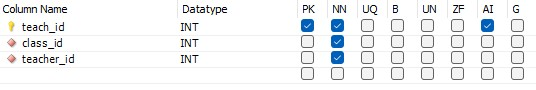 Column Name Datatype PK NN UQ B UN ZF AI G
teach_id INT
class_id INT
teacher_id INT